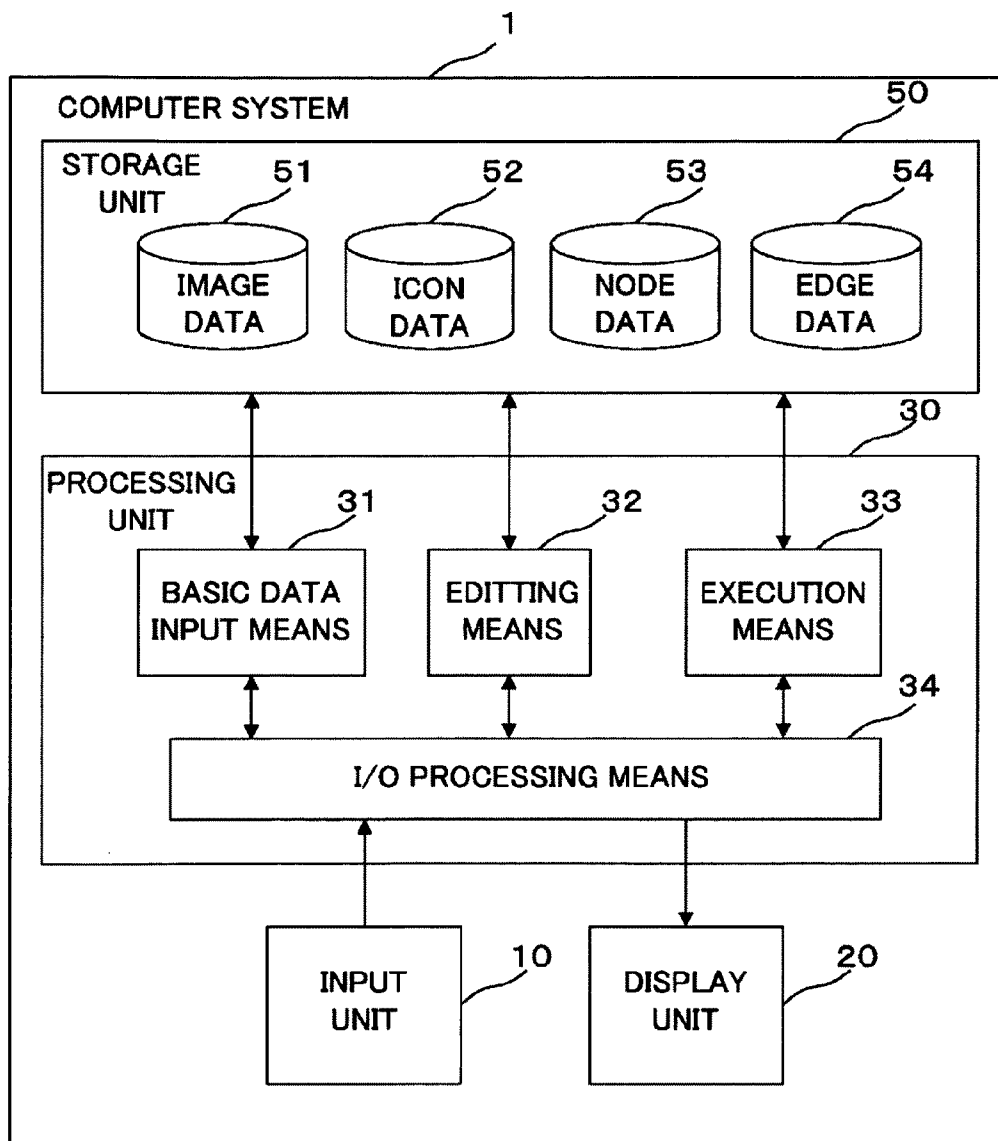 1
COMPUTER SYSTEM
50
STORAGE
UNIT
51
52
53
54
IMAGE
DATA
ICON
DATA
NODE
DATA
EDGE
DATA
30
PROCESSING
UNIT
31
32
33
BASIC DATA
INPUT MEANS
EDITTING
MEANS
EXECUTION
MEANS
34
I/O PROCESSING MEANS
INPUT
UNIT
10
DISPLAY
UNIT
20